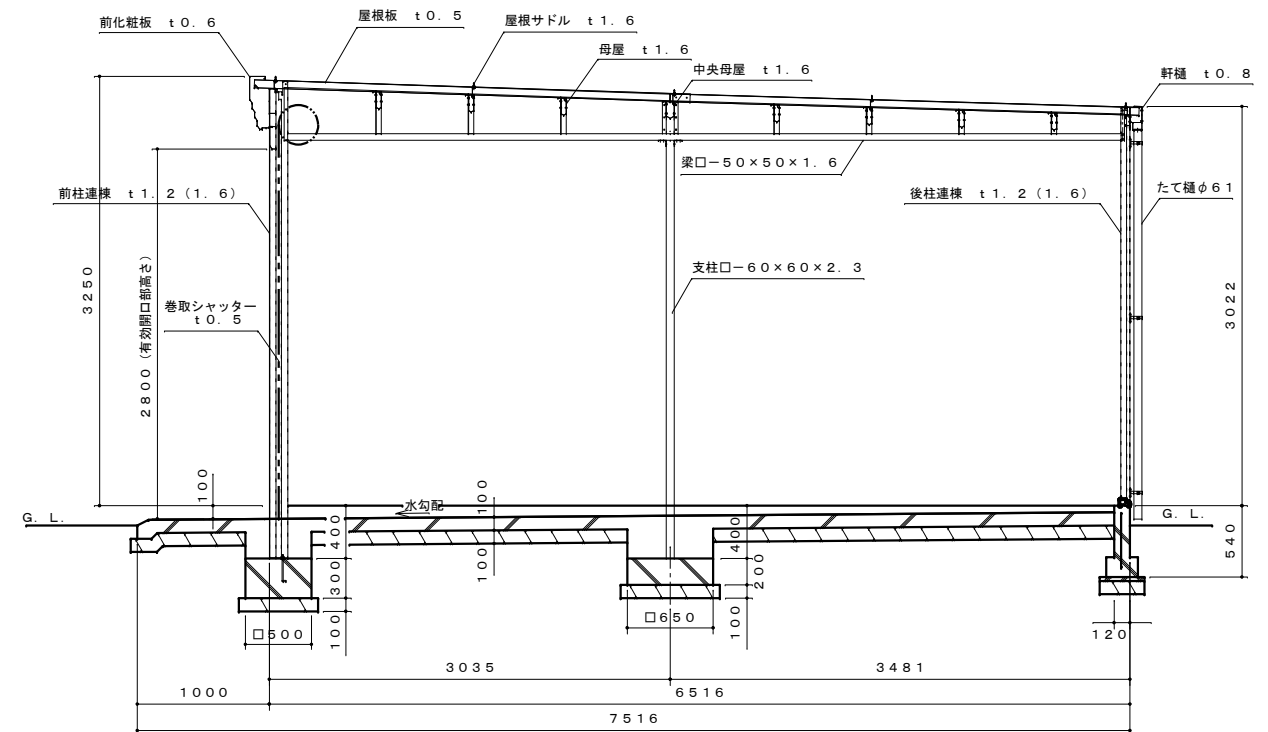 前化粧板　ｔ０．６
屋根板　ｔ０．５
屋根サドル　ｔ１．６
母屋　ｔ１．６
中央母屋　ｔ１．６
軒樋　ｔ０．８
梁口－５０×５０×１．６
前柱連棟　ｔ１．２（１．６）
後柱連棟　ｔ１．２（１．６）
たて樋φ６１
３２５０
２８００（有効開口部高さ）
巻取シャッター
ｔ０．５
支柱口－６０×６０×２．３
３０２２
１００
水勾配
１００
Ｇ．Ｌ．
Ｇ．Ｌ．
４００
１００
４００
５４０
３００
２００
１００
１００
□５００
□６５０
１２０
３０３５
３４８１
１０００
６５１６
７５１６